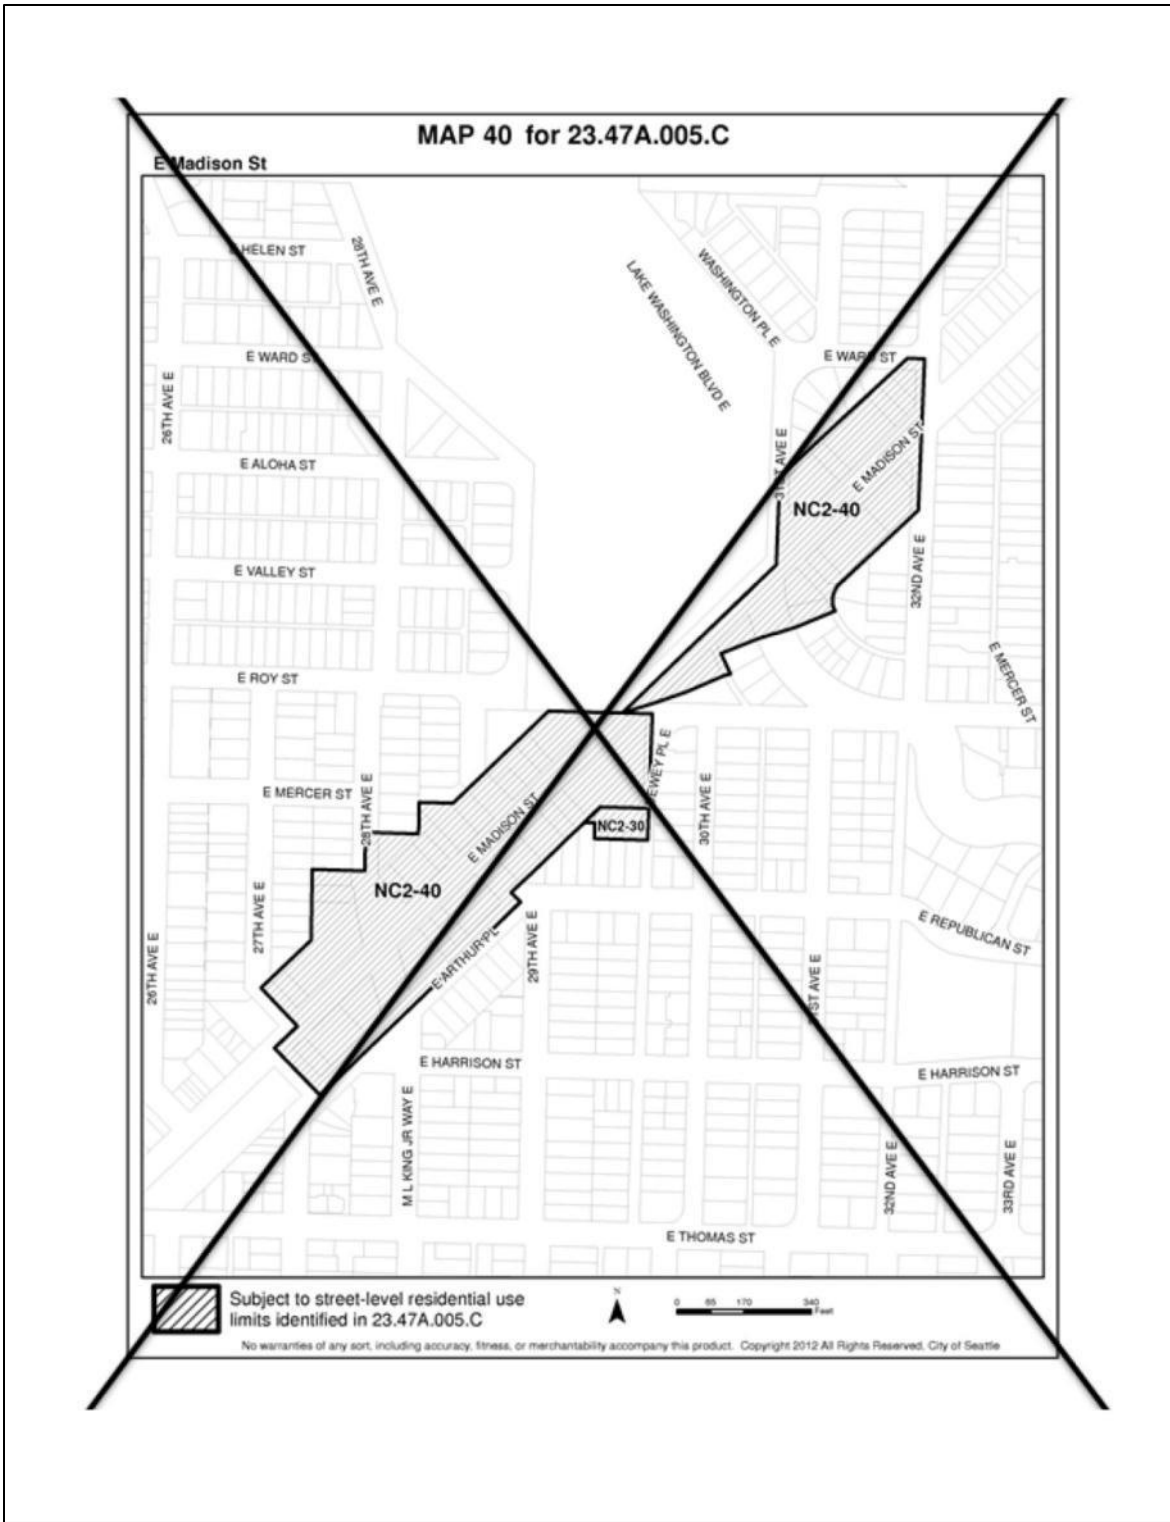 MAP 40 for 23.47A.005.C
E Madison St
E HELEN ST
28TH AVE E
WASHINGTON PL E
LAKE WASHINGTON BLVD E
E WARD ST
E WARD ST
26TH AVE E
31ST AVE E
E MADISON ST
E ALOHA ST
NC2-40
E VALLEY ST
32ND AVE E
E ROY ST
E MERCER ST
EWEY PL E
E MERCER ST
28TH AVE E
E MADISON ST
30TH AVE E
NC2-30
NC2-40
27TH AVE E
E REPUBLICAN ST
26TH AVE E
E ARTHUR PL
29TH AVE E
ST AVE E
E HARRISON ST
E HARRISON ST
M L KING JR WAY E
32ND AVE E
33RD AVE E
E THOMAS ST
Subject to street-level residential use
limits identified in 23.47A.005.C
N
0 85 170 340
Feet
No warranties of any sort, including accuracy, fitness, or merchantability accompany this product. Copyright 2012 All Rights Reserved, City of Seattle